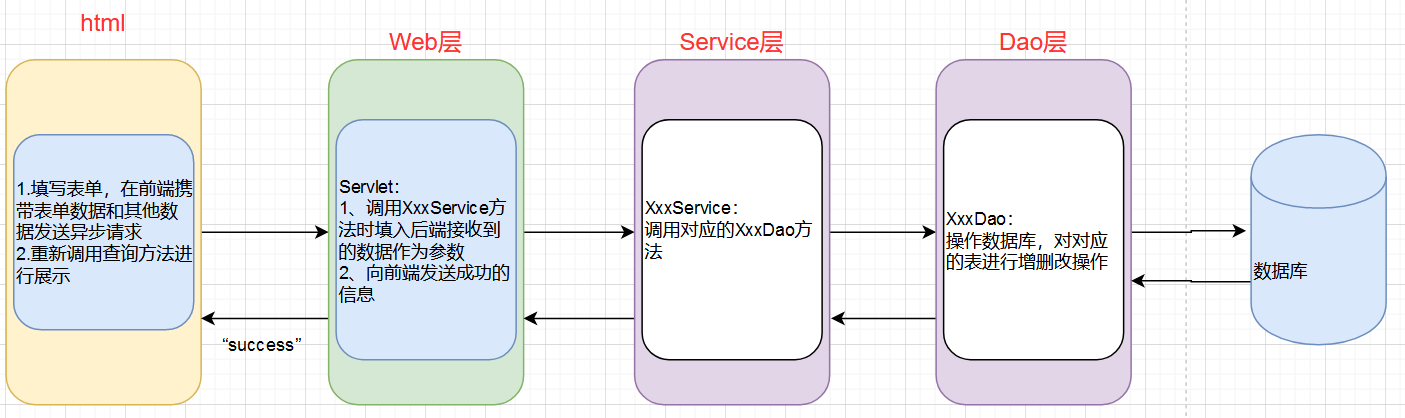 html
Web层
Service层
Dao层
1.填写表单，在前端携
带表单数据和其他数
据发送异步请求
2.重新调用查询方法进
行展示
Servlet：
1、调用XxxService方
法时填入后端接收到
的数据作为参数
2、向前端发送成功的
信息
XxxService：
调用对应的XxxDao方
法
XxxDao：
操作数据库，对对应
的表进行增删改操作
数据库
“success”